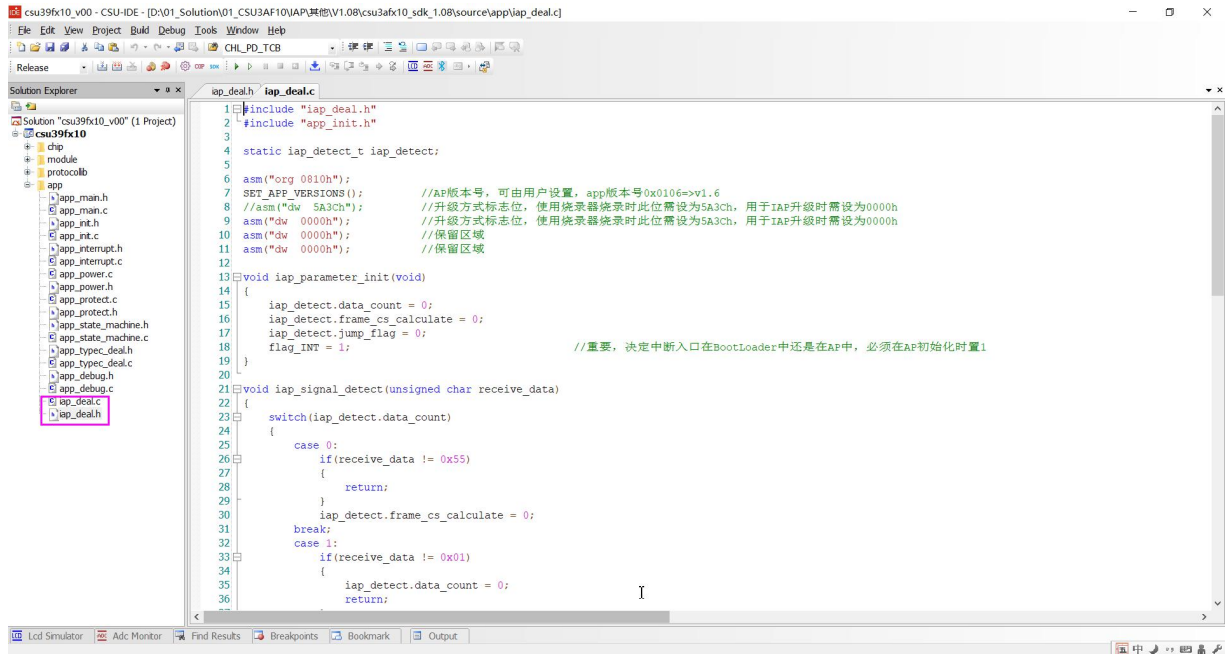 csu39fx10_v00 - CSU-IDE - [D:\01_Solution\01_CSU3AF10\IAP\其他\V1.08\csu3afx10_sdk_1.08\source\app\iap_deal.c]
File Edit View Project Build Debug Tools Window Help
CHL_PD_TCB
Release
Solution Explorer
iap_deal.h iap_deal.c
Solution "csu39fx10_v00" (1 Project)
csu39fx10
chip
module
protocolib
app
app_main.h
app_main.c
app_init.h
app_init.c
app_interrupt.h
app_interrupt.c
app_power.c
app_power.h
app_protect.c
app_protect.h
app_state_machine.h
app_state_machine.c
app_typec_deal.h
app_typec_deal.c
app_debug.h
app_debug.c
iap_deal.c
iap_deal.h
1 #include "iap_deal.h"
2 #include "app_init.h"
3
4 static iap_detect_t iap_detect;
5
6 asm("org 0810h");
7 SET_APP_VERSIONS(); //AP版本号，可由用户设置，app版本号0x0106=>v1.6
8 //asm("dw 5A3Ch"); //升级方式标志位，使用烧录器烧录时此位需设为5A3Ch，用于IAP升级时需设为0000h
9 asm("dw 0000h"); //升级方式标志位，使用烧录器烧录时此位需设为5A3Ch，用于IAP升级时需设为0000h
10 asm("dw 0000h"); //保留区域
11 asm("dw 0000h"); //保留区域
12
13 void iap_parameter_init(void)
14 {
15 iap_detect.data_count = 0;
16 iap_detect.frame_cs_calculate = 0;
17 iap_detect.jump_flag = 0;
18 flag_INT = 1; //重要，决定中断入口在BootLoader中还是在AP中，必须在AP初始化时置1
19 }
20
21 void iap_signal_detect(unsigned char receive_data)
22 {
23 switch(iap_detect.data_count)
24 {
25 case 0:
26 if(receive_data != 0x55)
27 {
28 return;
29 }
30 iap_detect.frame_cs_calculate = 0;
31 break;
32 case 1:
33 if(receive_data != 0x01)
34 {
35 iap_detect.data_count = 0;
36 return;
Lcd Simulator Adc Monitor Find Results Breakpoints Bookmark Output
中